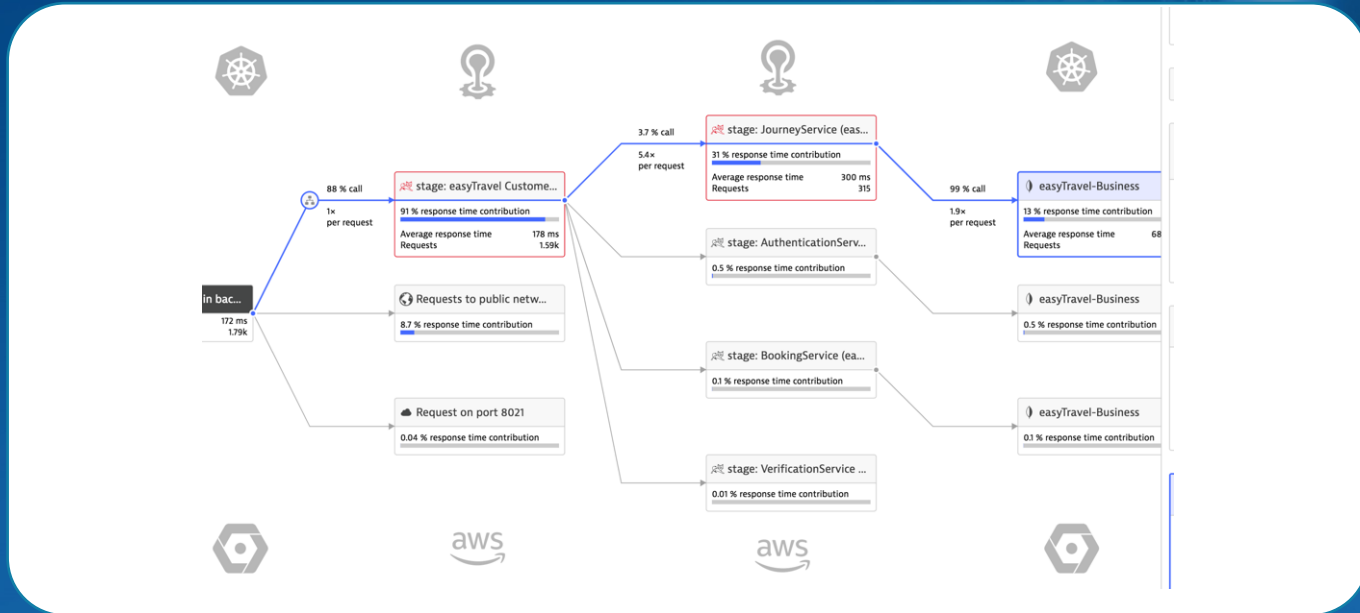 in bac...
172 ms
1.79k
88 % call
1×
per request
stage: easyTravel Custome...
91 % response time contribution
Average response time 178 ms
Requests 1.59k
Requests to public netw...
8.7 % response time contribution
Request on port 8021
0.04 % response time contribution
3.7 % call
5.4×
per request
stage: JourneyService (eas...
31 % response time contribution
Average response time 300 ms
Requests 315
stage: AuthenticationServ...
0.5 % response time contribution
stage: BookingService (ea...
0.1 % response time contribution
stage: VerificationService ...
0.01 % response time contribution
99 % call
1.9×
per request
easyTravel-Business
13 % response time contribution
Average response time 68
Requests
easyTravel-Business
0.5 % response time contribution
easyTravel-Business
0.1 % response time contribution
aws
aws